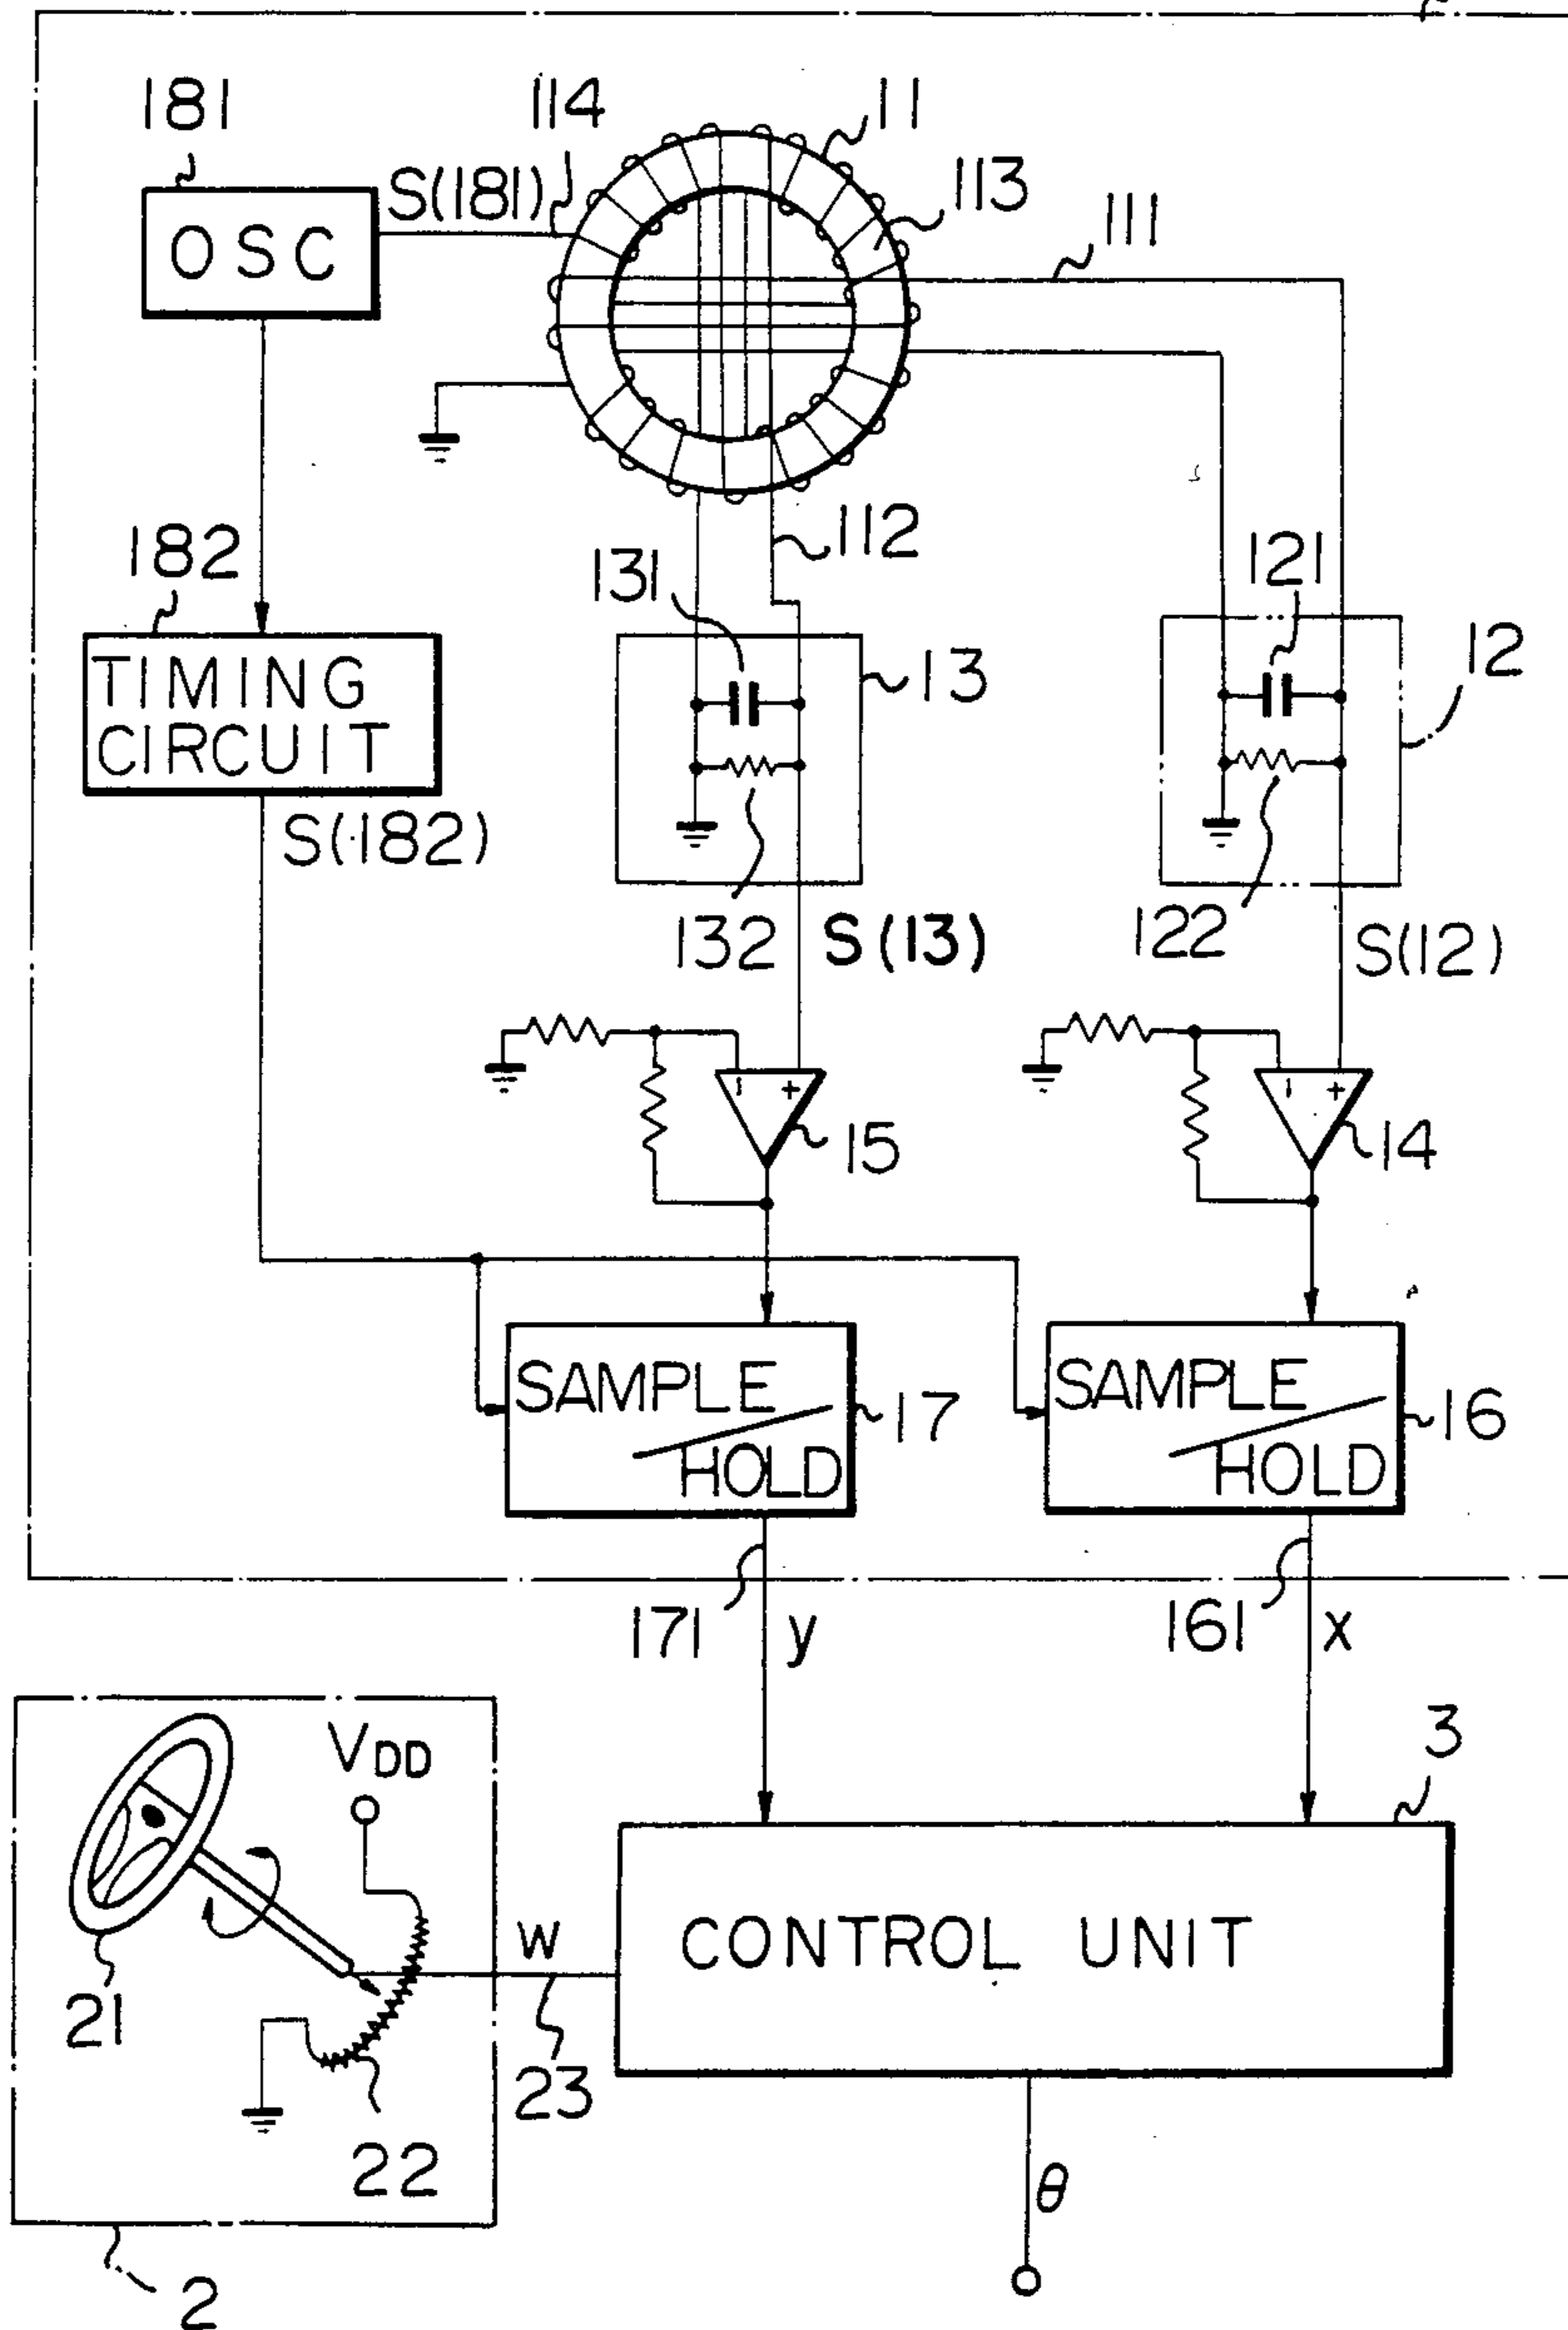 181
114
11
S(181)
113
111
OSC
182
112
131
121
TIMING
CIRCUIT
13
12
S(182)
132
S(13)
122
S(12)
- +
- +
15
14
SAMPLE
/HOLD
17
SAMPLE
/HOLD
16
171
y
161
x
3
VDD
CONTROL UNIT
W
21
23
22
θ
2